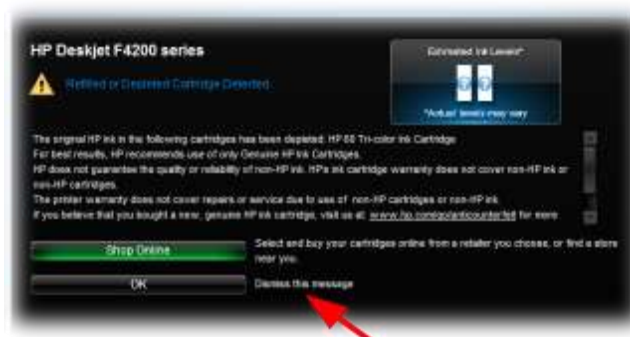 HP Deskjet F4200 series
Estimated Ink Levels*
Refilled or Depleted Cartridge Detected
*Actual levels may vary
The original HP ink in the following cartridges has been depleted: HP 60 Tri-color Ink Cartridge
For best results, HP recommends use of only Genuine HP Ink Cartridges.
HP does not guarantee the quality or reliability of non-HP ink. HP's ink cartridge warranty does not cover non-HP ink or
non-HP cartridges.
The printer warranty does not cover repairs or service due to use of non-HP cartridges or non-HP ink.
If you believe that you bought a new, genuine HP ink cartridge, visit us at: www.hp.com/go/anticounterfeit for more
Shop Online
Select and buy your cartridges online from a retailer you choose, or find a store
near you.
OK
Dismiss this message